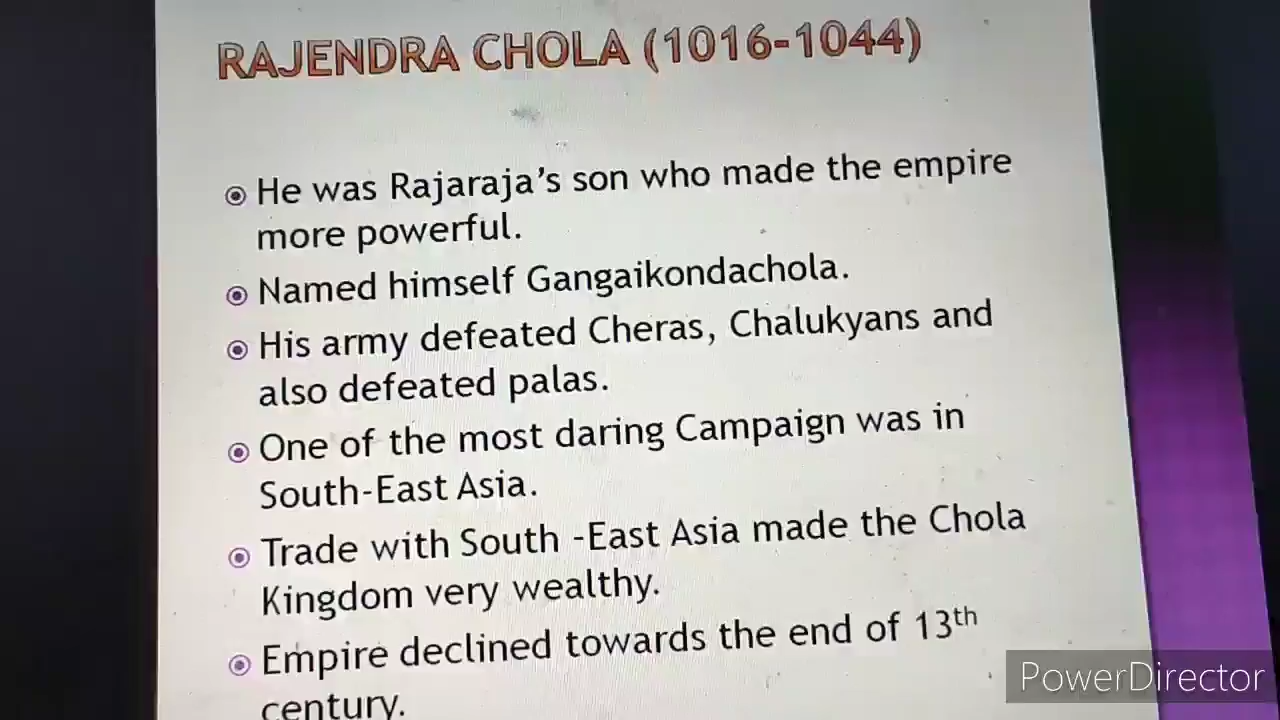 RAJENDRA CHOLA (1016-1044)
He was Rajaraja's son who made the empire
more powerful.
Named himself Gangaikondachola.
His army defeated Cheras, Chalukyans and
also defeated palas.
One of the most daring Campaign was in
South-East Asia.
Trade with South -East Asia made the Chola
Kingdom very wealthy.
Empire declined towards the end of 13th
century.
PowerDirector